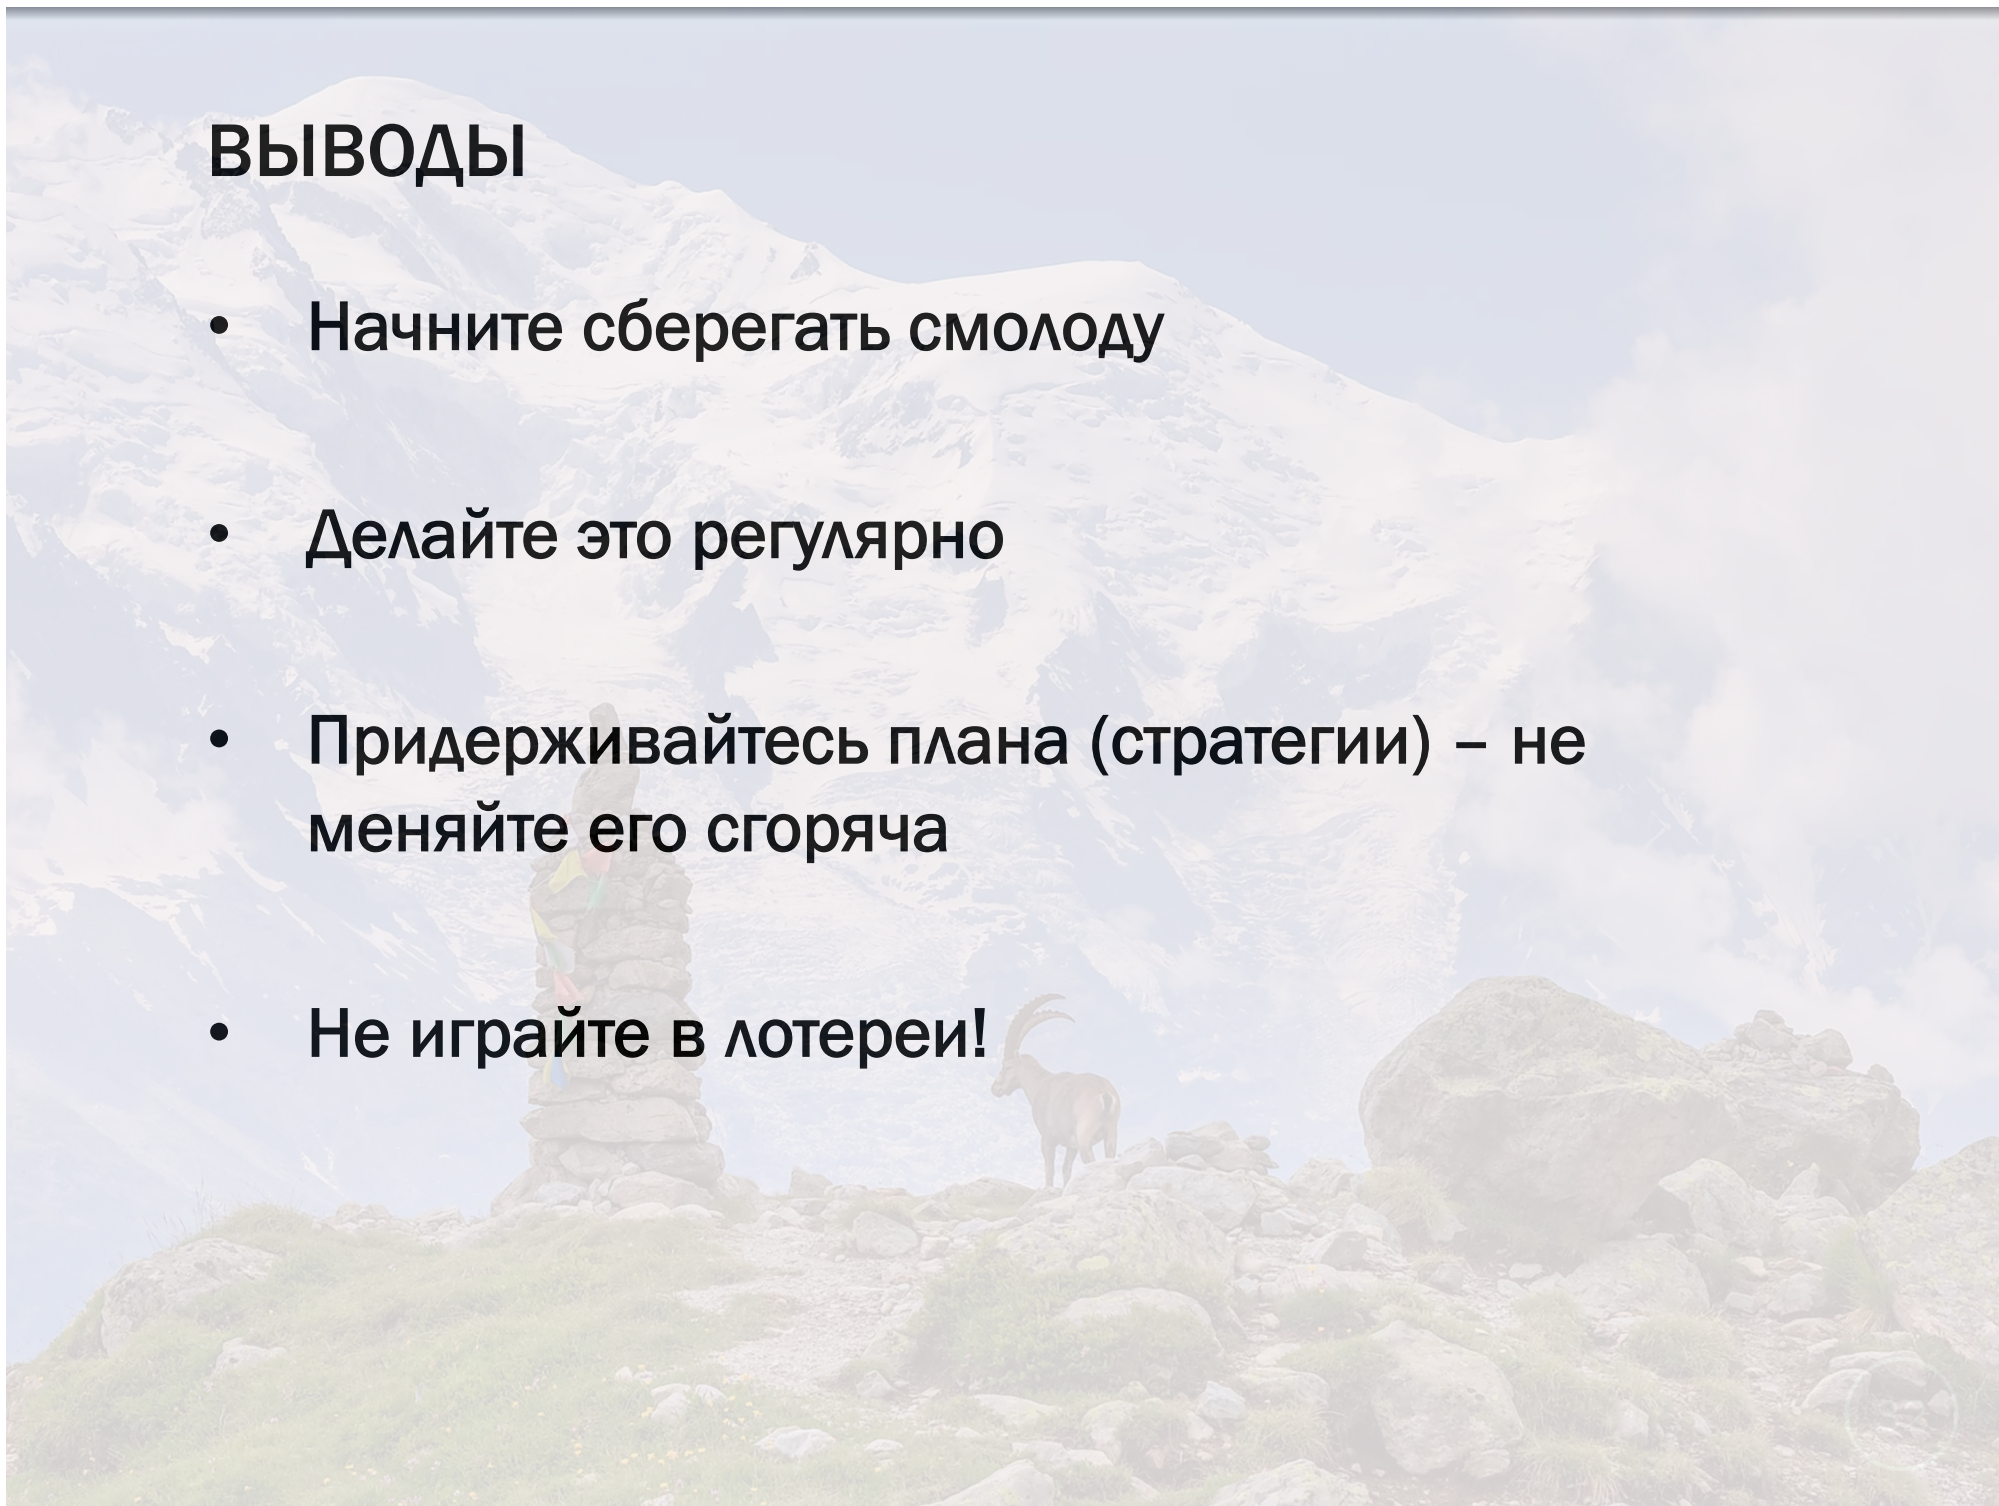 ВЫВОДЫ
• Начните сберегать смолоду
• Делайте это регулярно
• Придерживайтесь плана (стратегии) – не
меняйте его сгоряча
• Не играйте в лотереи!